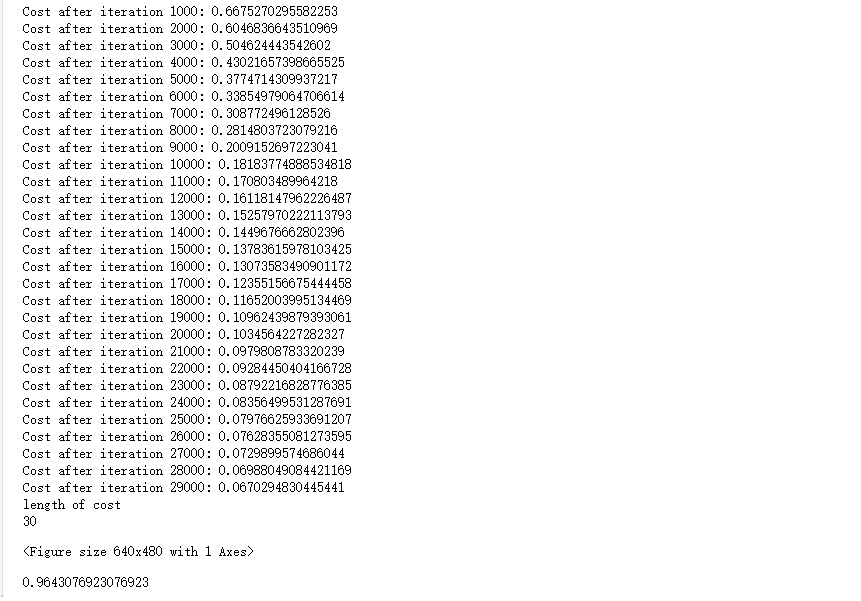 Cost after iteration 1000: 0.6675270295582253
Cost after iteration 2000: 0.6046836643510969
Cost after iteration 3000: 0.504624443542602
Cost after iteration 4000: 0.43021657398665525
Cost after iteration 5000: 0.3774714309937217
Cost after iteration 6000: 0.33854979064706614
Cost after iteration 7000: 0.308772496128526
Cost after iteration 8000: 0.2814803723079216
Cost after iteration 9000: 0.2009152697223041
Cost after iteration 10000: 0.18183774888534818
Cost after iteration 11000: 0.170803489964218
Cost after iteration 12000: 0.16118147962226487
Cost after iteration 13000: 0.15257970222113793
Cost after iteration 14000: 0.1449676662802396
Cost after iteration 15000: 0.13783615978103425
Cost after iteration 16000: 0.13073583490901172
Cost after iteration 17000: 0.12355156675444458
Cost after iteration 18000: 0.11652003995134469
Cost after iteration 19000: 0.10962439879393061
Cost after iteration 20000: 0.1034564227282327
Cost after iteration 21000: 0.0979808783320239
Cost after iteration 22000: 0.09284450404166728
Cost after iteration 23000: 0.08792216828776385
Cost after iteration 24000: 0.08356499531287691
Cost after iteration 25000: 0.07976625933691207
Cost after iteration 26000: 0.07628355081273595
Cost after iteration 27000: 0.0729899574686044
Cost after iteration 28000: 0.06988049084421169
Cost after iteration 29000: 0.0670294830445441
length of cost
30
<Figure size 640x480 with 1 Axes>
0.9643076923076923